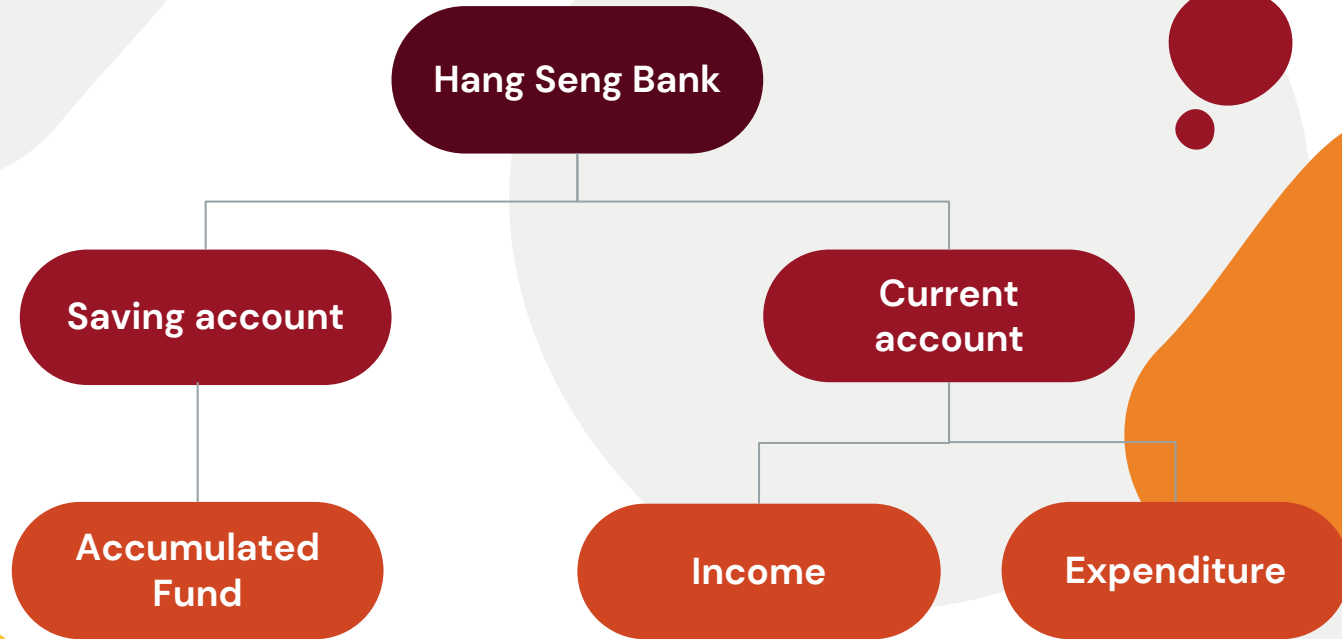 Hang Seng Bank
Saving account
Current
account
Accumulated
Fund
Income
Expenditure